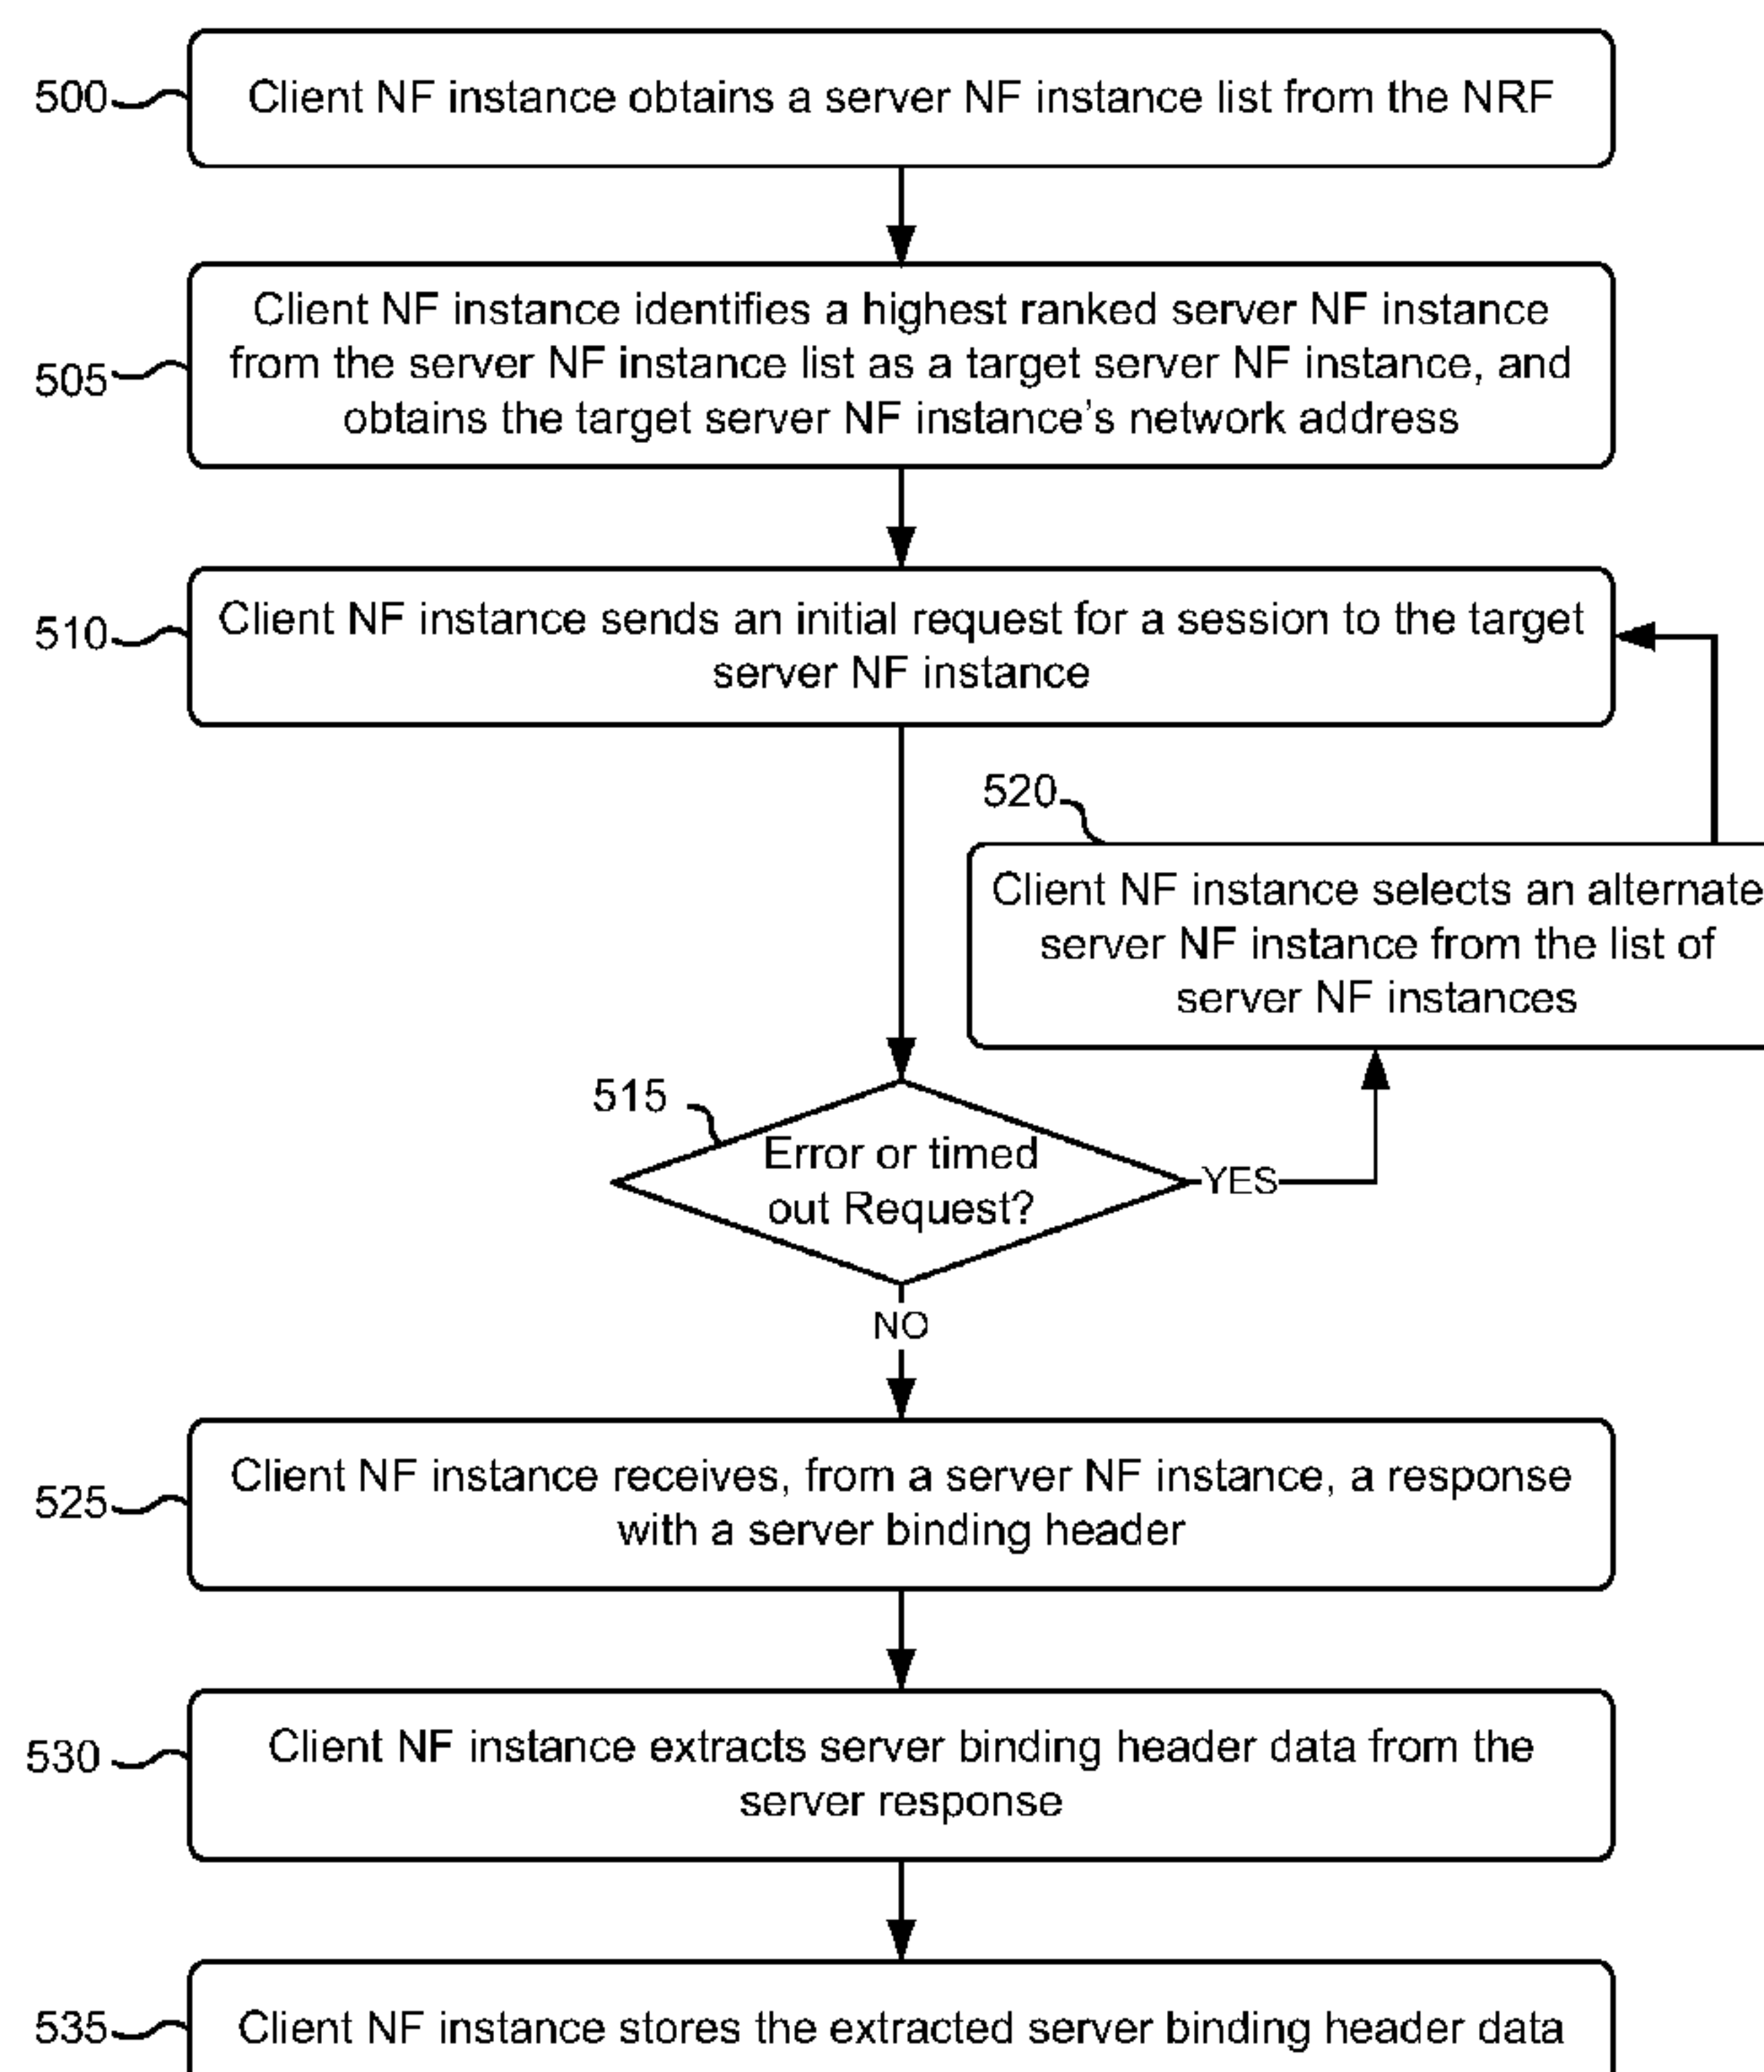 500
Client NF instance obtains a server NF instance list from the NRF
505
Client NF instance identifies a highest ranked server NF instance
from the server NF instance list as a target server NF instance, and
obtains the target server NF instance's network address
510
Client NF instance sends an initial request for a session to the target
server NF instance
520
Client NF instance selects an alternate
server NF instance from the list of
server NF instances
515
Error or timed
out Request?
YES
NO
525
Client NF instance receives, from a server NF instance, a response
with a server binding header
530
Client NF instance extracts server binding header data from the
server response
535
Client NF instance stores the extracted server binding header data